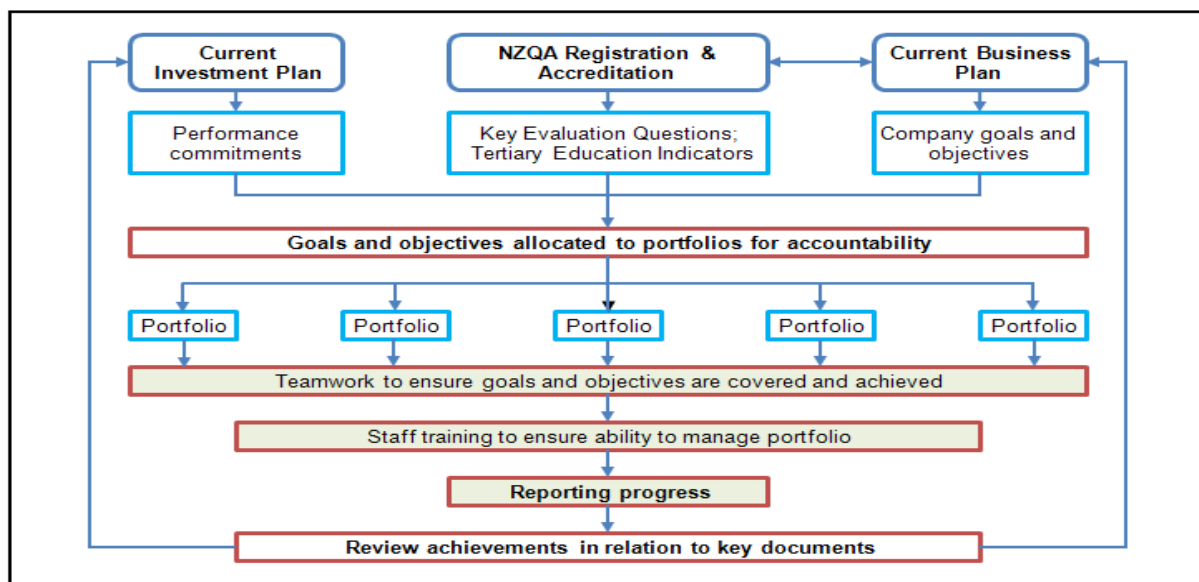 Current
Investment Plan
NZQA Registration &
Accreditation
Current Business
Plan
Performance
commitments
Key Evaluation Questions;
Tertiary Education Indicators
Company goals and
objectives
Goals and objectives allocated to portfolios for accountability
Portfolio
Portfolio
Portfolio
Portfolio
Portfolio
Teamwork to ensure goals and objectives are covered and achieved
Staff training to ensure ability to manage portfolio
Reporting progress
Review achievements in relation to key documents